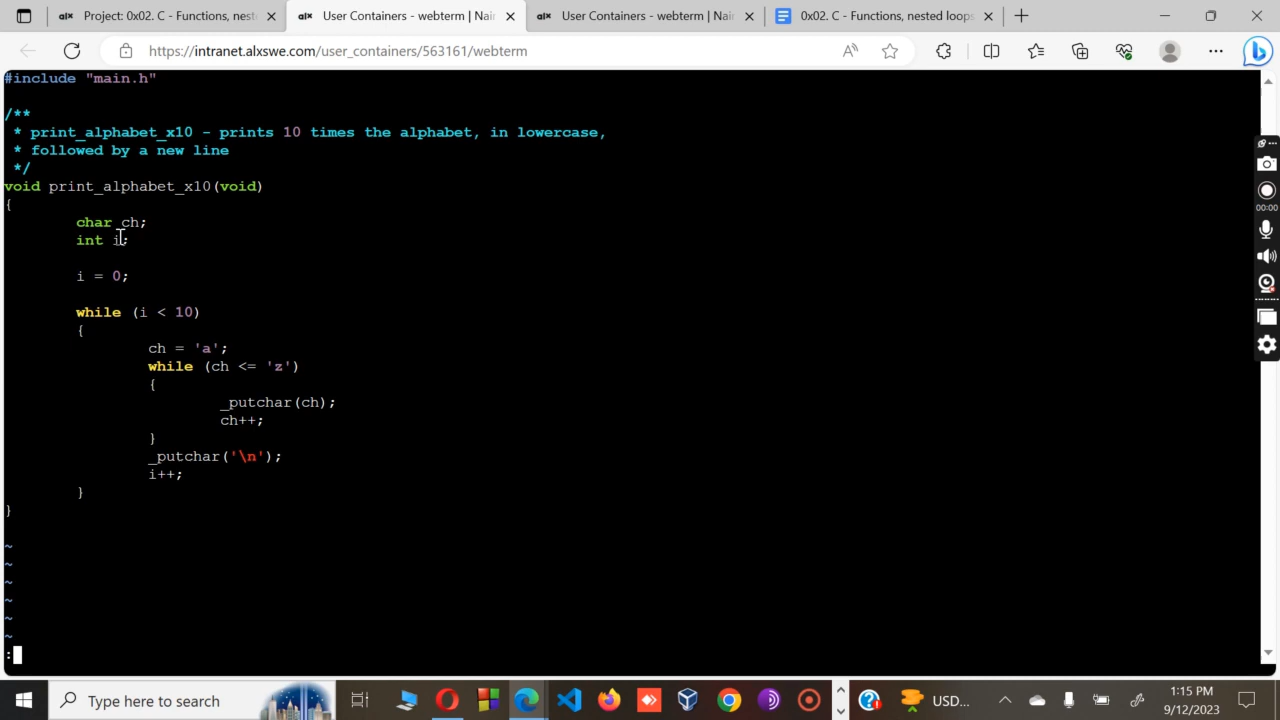 Project: 0x02. C - Functions, nest
User Containers - webterm | Nair
User Containers - webterm | Nair
0x02. C - Functions, nested loops
https://intranet.alxswe.com/user_containers/563161/webterm
#include "main.h"
/**
 * print_alphabet_x10 - prints 10 times the alphabet, in lowercase,
 * followed by a new line
 */
void print_alphabet_x10(void)
{
char ch;
int i;
i = 0;
while (i < 10)
{
ch = 'a';
while (ch <= 'z')
{
_putchar(ch);
ch++;
}
_putchar('\n');
i++;
}
}
~
~
~
~
~
~
:
00:00
Type here to search
USD...
1:15 PM
9/12/2023